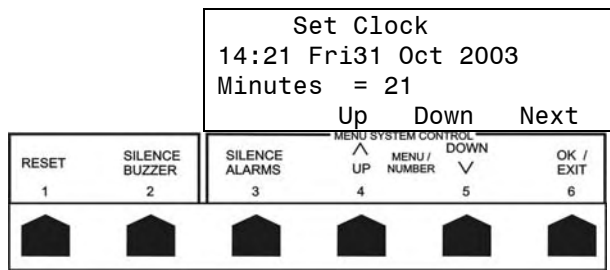 Set Clock
14:21 Fri31 Oct 2003
Minutes = 21
Up Down Next
MENU SYSTEM CONTROL
RESET
1
SILENCE
BUZZER
2
SILENCE
ALARMS
3
UP
4
MENU /
NUMBER
DOWN
5
OK /
EXIT
6